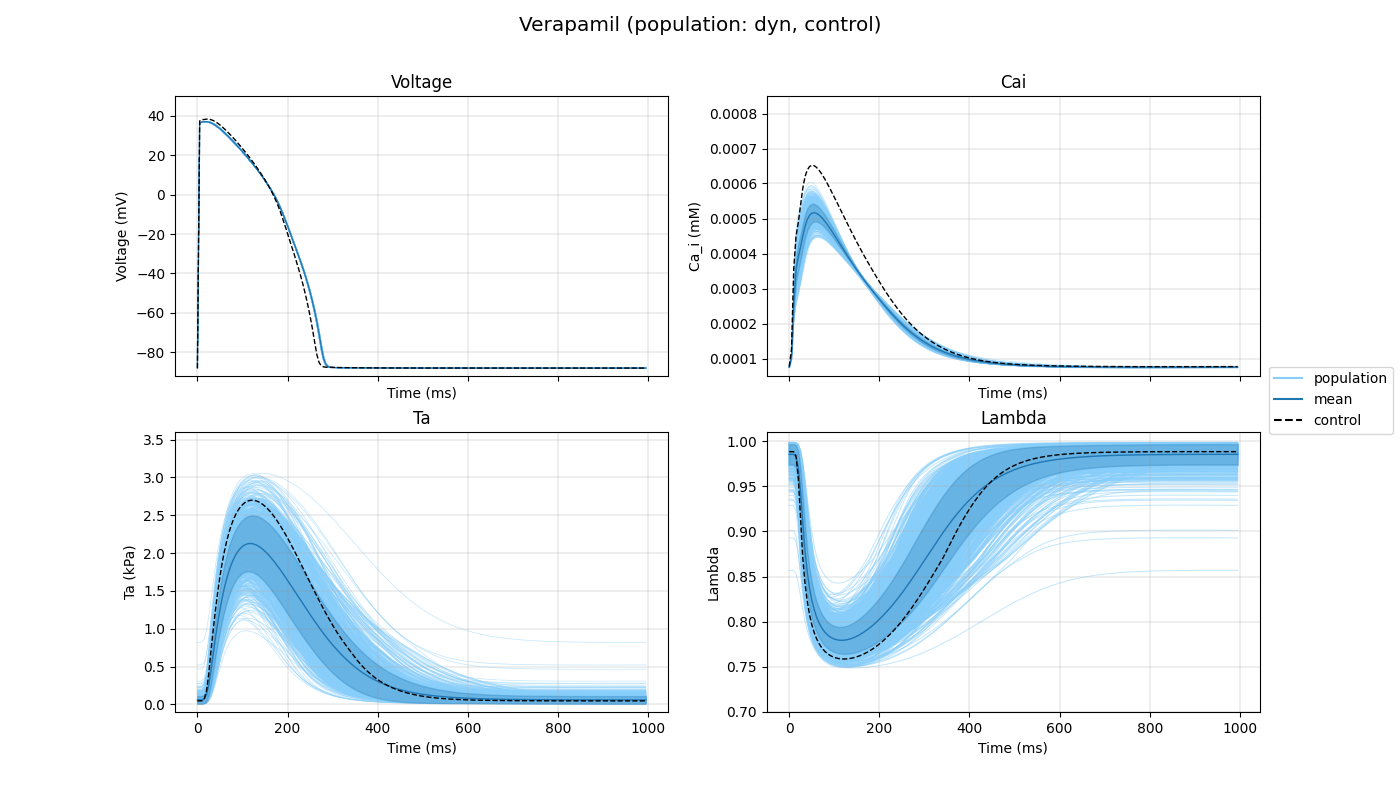 Verapamil (population: dyn, control)
Voltage
Voltage (mV)
40
20
0
−20
−40
−60
−80
Time (ms)
Cai
Ca_i (mM)
0.0008
0.0007
0.0006
0.0005
0.0004
0.0003
0.0002
0.0001
Time (ms)
population
mean
control
Ta
Ta (kPa)
3.5
3.0
2.5
2.0
1.5
1.0
0.5
0.0
0 200 400 600 800 1000
Time (ms)
Lambda
Lambda
1.00
0.95
0.90
0.85
0.80
0.75
0.70
0 200 400 600 800 1000
Time (ms)